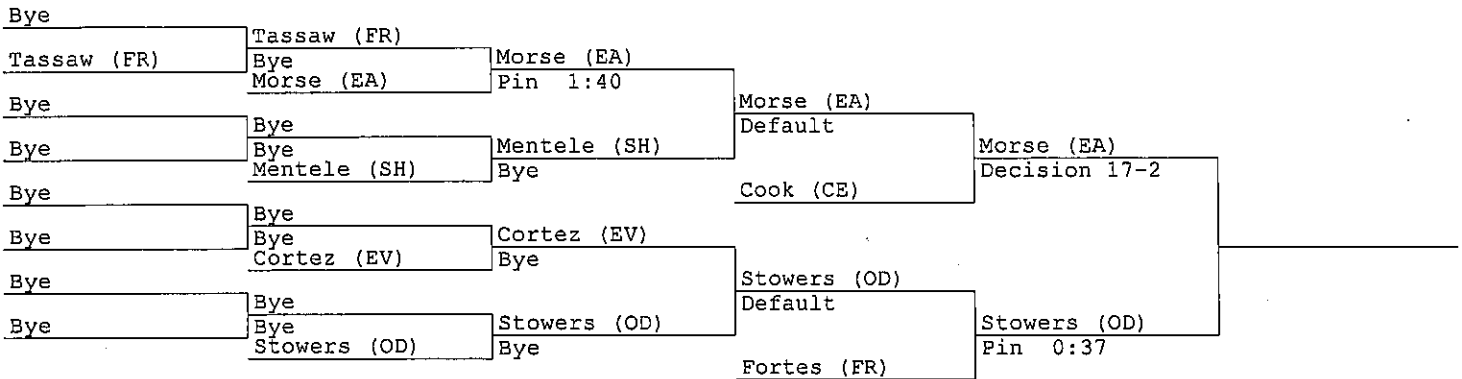 Bye
Tassaw (FR)
Tassaw (FR)
Bye
Morse (EA)
Morse (EA)
Pin 1:40
Bye
Bye
Bye
Bye
Mentele (SH)
Mentele (SH)
Bye
Morse (EA)
Default
Cook (CE)
Morse (EA)
Decision 17-2
Bye
Bye
Bye
Bye
Cortez (EV)
Cortez (EV)
Bye
Bye
Bye
Bye
Bye
Stowers (OD)
Stowers (OD)
Bye
Stowers (OD)
Default
Fortes (FR)
Stowers (OD)
Pin 0:37